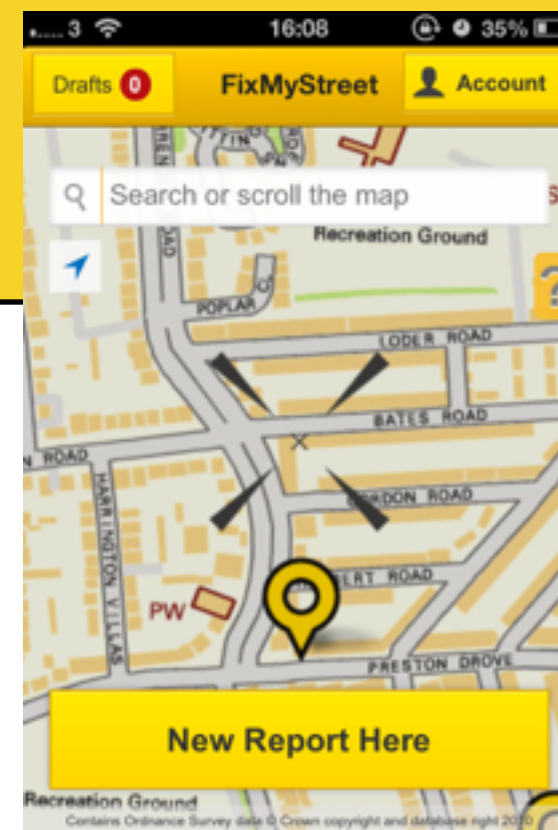 3 16:08 35%
Drafts 0 FixMyStreet Account
Search or scroll the map
Recreation Ground
POPLAR
LODER ROAD
BATES ROAD
ROAD
HARRINGTON VILLAS
ROAD
ROAD
PW
PRESTON DROVE
New Report Here
Recreation Ground
Contains Ordnance Survey data © Crown copyright and database right